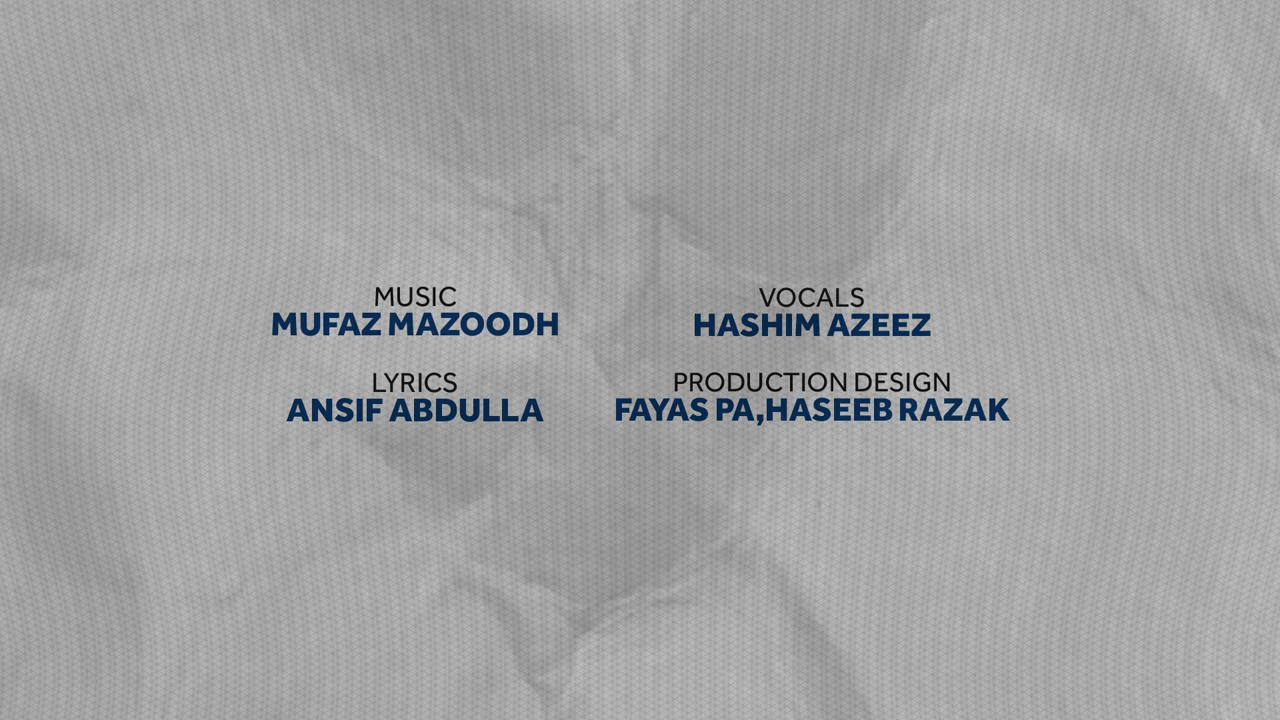 MUSIC
MUFAZ MAZOODH
VOCALS
HASHIM AZEEZ
LYRICS
ANSIF ABDULLA
PRODUCTION DESIGN
FAYAS PA,HASEEB RAZAK